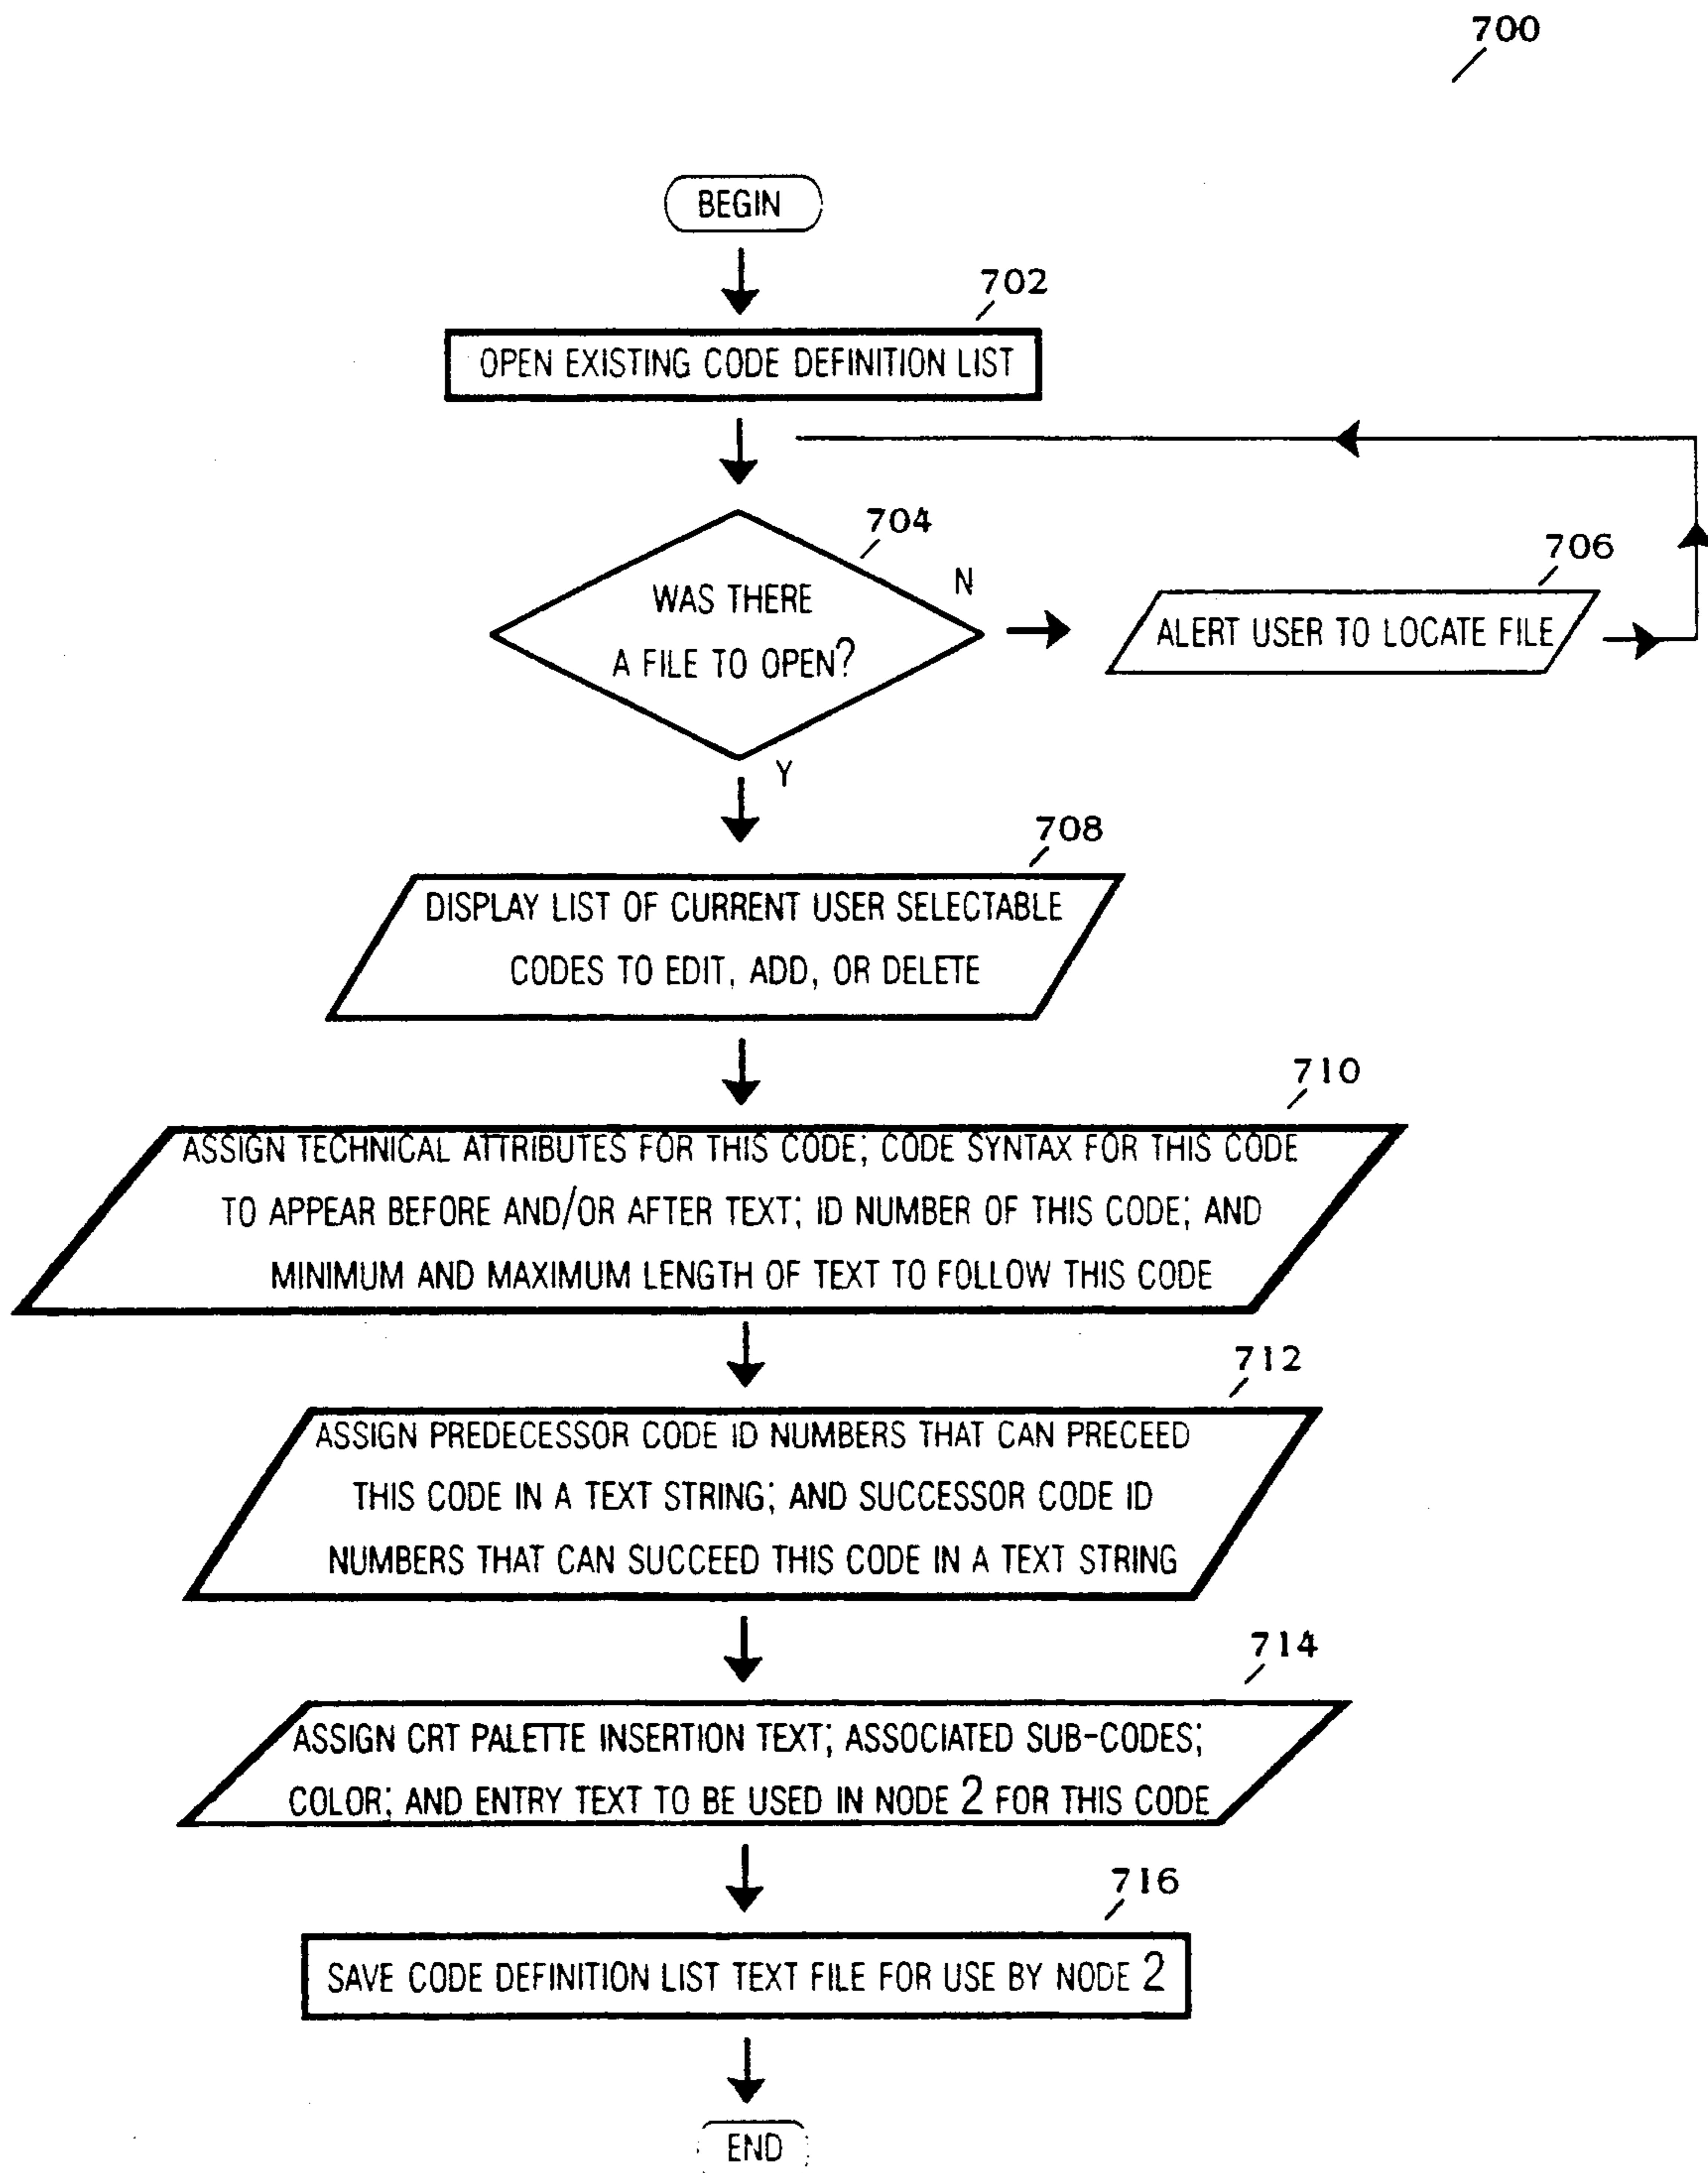 700
BEGIN
702
OPEN EXISTING CODE DEFINITION LIST
704
WAS THERE
A FILE TO OPEN?
N
706
ALERT USER TO LOCATE FILE
Y
708
DISPLAY LIST OF CURRENT USER SELECTABLE
CODES TO EDIT, ADD, OR DELETE
710
ASSIGN TECHNICAL ATTRIBUTES FOR THIS CODE; CODE SYNTAX FOR THIS CODE
TO APPEAR BEFORE AND/OR AFTER TEXT; ID NUMBER OF THIS CODE; AND
MINIMUM AND MAXIMUM LENGTH OF TEXT TO FOLLOW THIS CODE
712
ASSIGN PREDECESSOR CODE ID NUMBERS THAT CAN PRECEED
THIS CODE IN A TEXT STRING; AND SUCCESSOR CODE ID
NUMBERS THAT CAN SUCCEED THIS CODE IN A TEXT STRING
714
ASSIGN CRT PALETTE INSERTION TEXT; ASSOCIATED SUB-CODES;
COLOR; AND ENTRY TEXT TO BE USED IN NODE 2 FOR THIS CODE
716
SAVE CODE DEFINITION LIST TEXT FILE FOR USE BY NODE 2
END